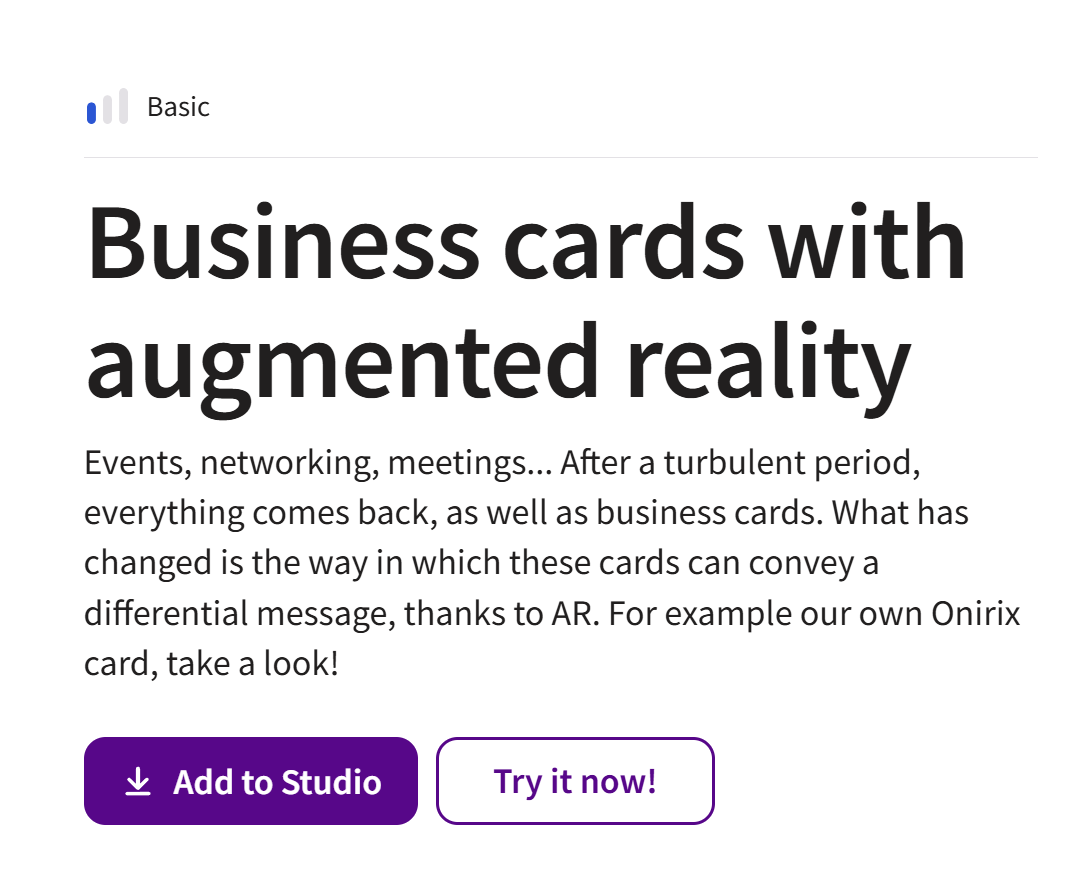 Basic
Business cards with
augmented reality
Events, networking, meetings... After a turbulent period,
everything comes back, as well as business cards. What has
changed is the way in which these cards can convey a
differential message, thanks to AR. For example our own Onirix
card, take a look!
Add to Studio
Try it now!